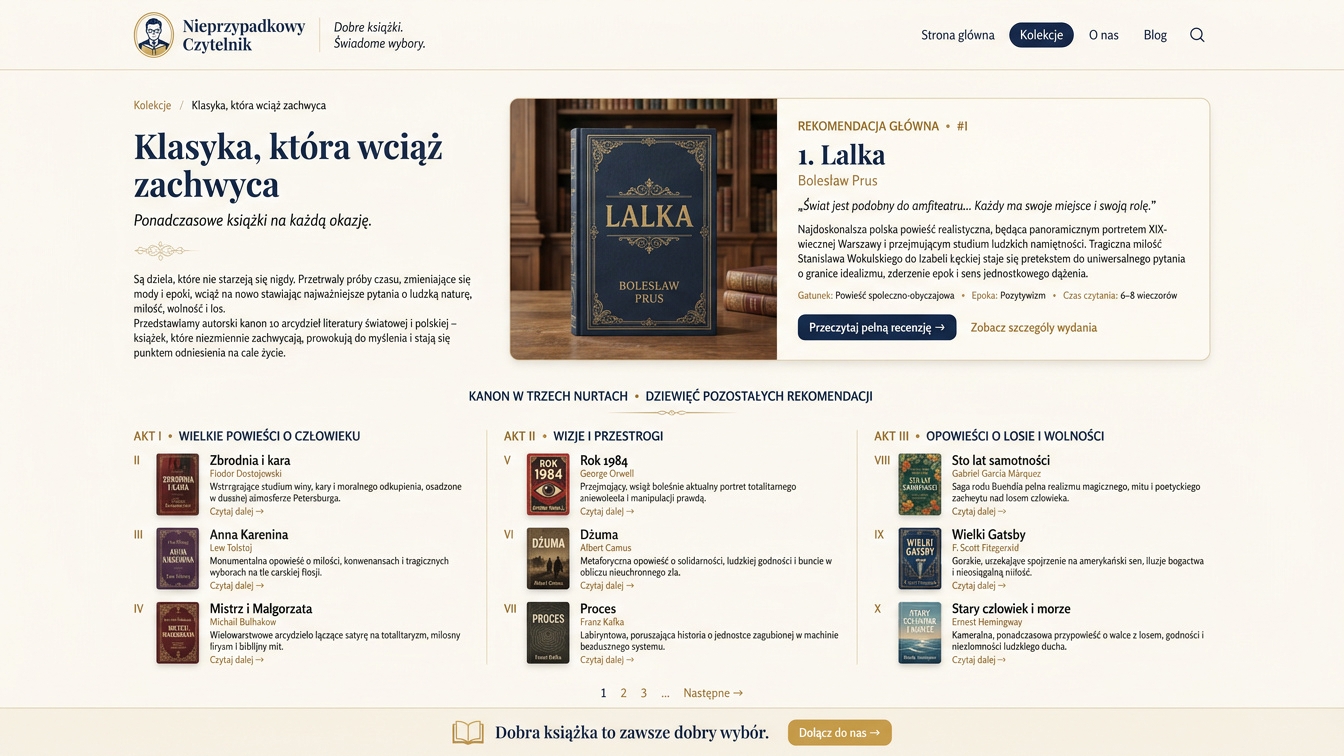 Nieprzypadkowy
Czytelnik
Dobre książki.
Świadome wybory.
Strona główna
Kolekcje
O nas
Blog
Kolekcje / Klasyka, która wciąż zachwyca
Klasyka, która wciąż
zachwyca
Ponadczasowe książki na każdą okazję.
Są dzieła, które nie starzeją się nigdy. Przetrwały próby czasu, zmieniające się
mody i epoki, wciąż na nowo stawiając najważniejsze pytania o ludzką naturę,
miłość, wolność i los.
Przedstawiamy autorski kanon 10 arcydzieł literatury światowej i polskiej –
książek, które niezmiennie zachwycają, prowokują do myślenia i stają się
punktem odniesienia na całe życie.
LALKA
BOLESŁAW
PRUS
REKOMENDACJA GŁÓWNA • #I
1. Lalka
Bolesław Prus
„Świat jest podobny do amfiteatru... Każdy ma swoje miejsce i swoją rolę.”
Najdoskonalsza polska powieść realistyczna, będąca panoramicznym portretem XIX-
wiecznej Warszawy i przejmującym studium ludzkich namiętności. Tragiczna miłość
Stanisława Wokulskiego do Izabeli Łęckiej staje się pretekstem do uniwersalnego pytania
o granice idealizmu, zderzenie epok i sens jednostkowego dążenia.
Gatunek: Powieść społeczno-obyczajowa • Epoka: Pozytywizm • Czas czytania: 6–8 wieczorów
Przeczytaj pełną recenzję →
Zobacz szczegóły wydania
KANON W TRZECH NURTACH • DZIEWIĘĆ POZOSTAŁYCH REKOMENDACJI
AKT I • WIELKIE POWIEŚCI O CZŁOWIEKU
II
Zbrodnia i kara
Fiodor Dostojowski
studium winy, kary i moralnego odkupienia, osadzone
w dusznej atmosferze Petersburga.
Czytaj dalej →
III
Anna Karenina
Lew Tołstoj
Monumentalna opowieść o miłości, konwenansach i tragicznych
wyborach na tle carskiej
Czytaj dalej →
IV
Mistrz i Małgorzata
Michaił Bułhakow
Wielowarstwowe arcydzieło łączące satyrę na totalitaryzm, miłosny
i mit.
Czytaj dalej →
AKT II • WIZJE I PRZESTROGI
V
ROK
1984
Rok 1984
George Orwell
Przejmujący, wciąż boleśnie aktualny portret totalitarnego
i manipulacji prawdą.
Czytaj dalej →
VI
DŻUMA
Dżuma
Albert Camus
Metaforyczna opowieść o solidarności, ludzkiej godności i buncie w
obliczu nieuchronnego zła.
Czytaj dalej →
VII
PROCES
Proces
Franz Kafka
Labiryntowa, poruszająca historia o jednostce zagubionej w machinie
beadusznego systemu.
Czytaj dalej →
AKT III • OPOWIEŚCI O LOSIE I WOLNOŚCI
VIII
Sto lat samotności
Gabriel García Márquez
Saga rodu Buendía pełna realizmu magicznego, mitu i poetyckiego
zacheytu nad losem człowieka.
Czytaj dalej →
IX
WIELKI
GATSBY
Wielki Gatsby
F. Scott
Gorzkie, urzekające spojrzenie na amerykański sen, iluzje bogactwa
i nieosiągalną
Czytaj dalej →
X
Stary człowiek i morze
Ernest Hemingway
Kameralna, ponadczasowa przypowieść o walce z losem, godności i
niezłomności ludzkiego ducha.
Czytaj dalej →
1 2 3 ... Następne →
Dobra książka to zawsze dobry wybór.
Dołącz do nas →